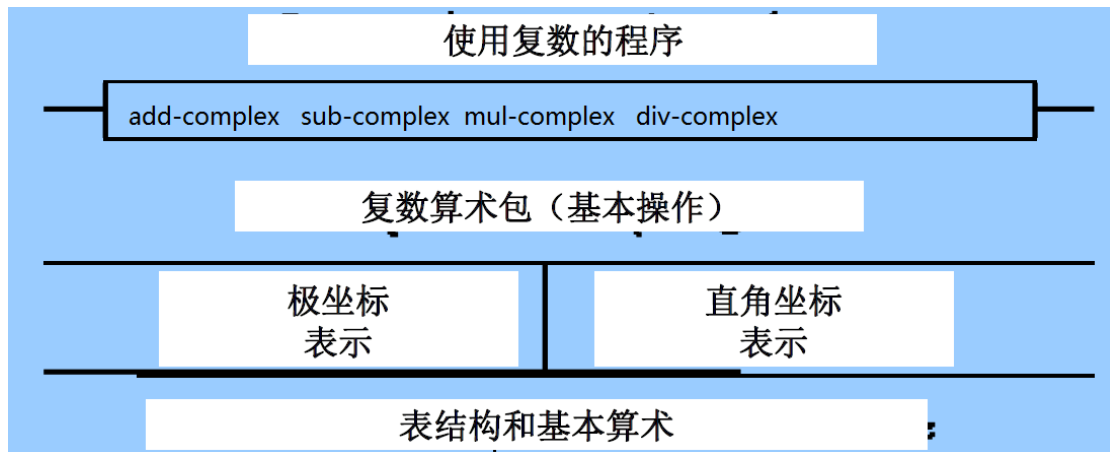 使用复数的程序
add-complex sub-complex mul-complex div-complex
复数算术包（基本操作）
极坐标
表示
直角坐标
表示
表结构和基本算术